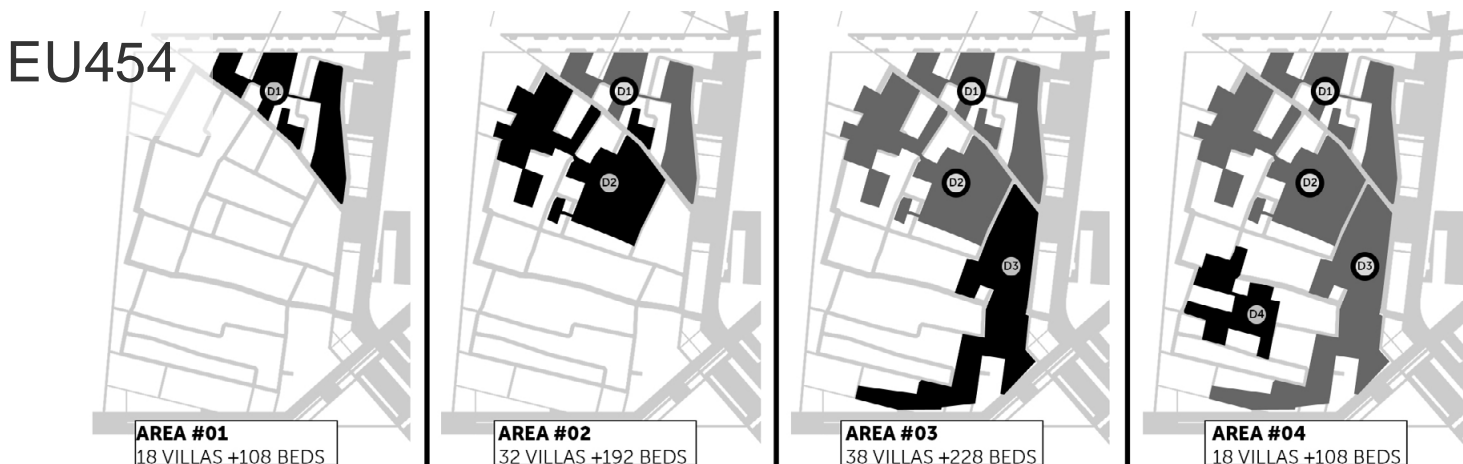 EU454
D1
AREA #01
18 VILLAS +108 BEDS
D1
D2
AREA #02
32 VILLAS +192 BEDS
D1
D2
D3
AREA #03
38 VILLAS +228 BEDS
D1
D2
D3
D4
AREA #04
18 VILLAS +108 BEDS